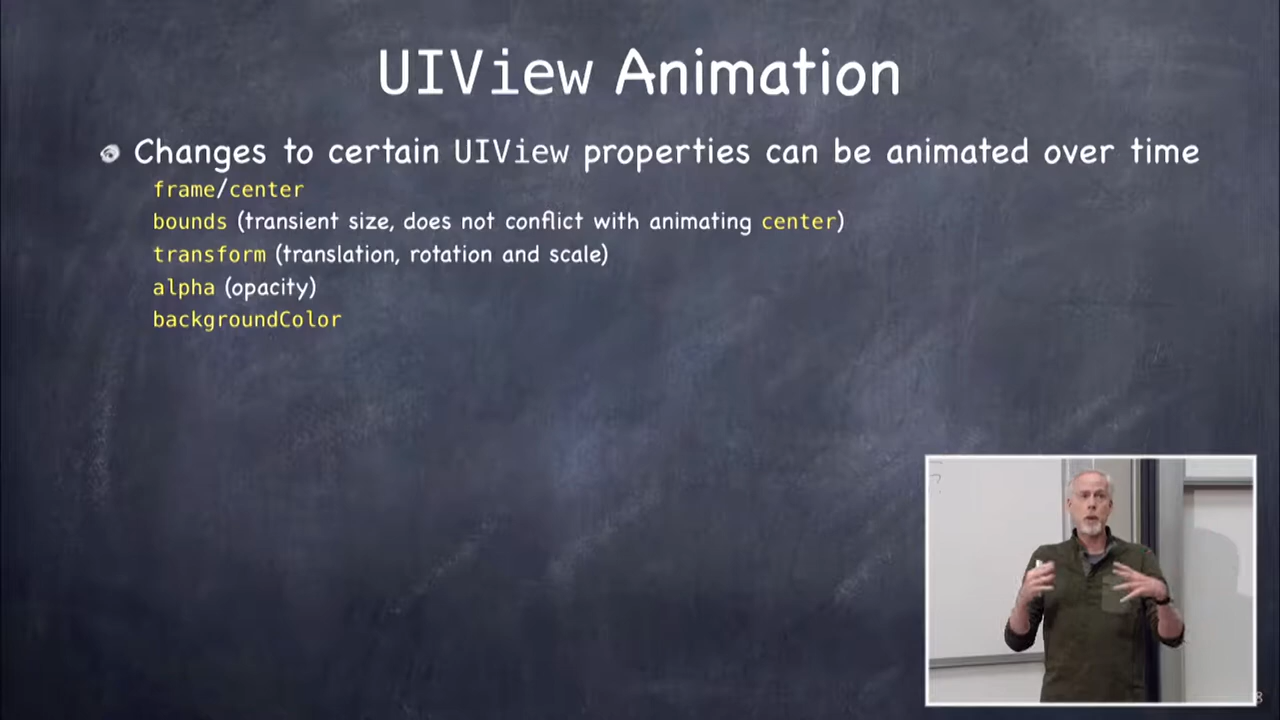 UIView Animation
Changes to certain UIView properties can be animated over time
frame/center
bounds (transient size, does not conflict with animating center)
transform (translation, rotation and scale)
alpha (opacity)
backgroundColor